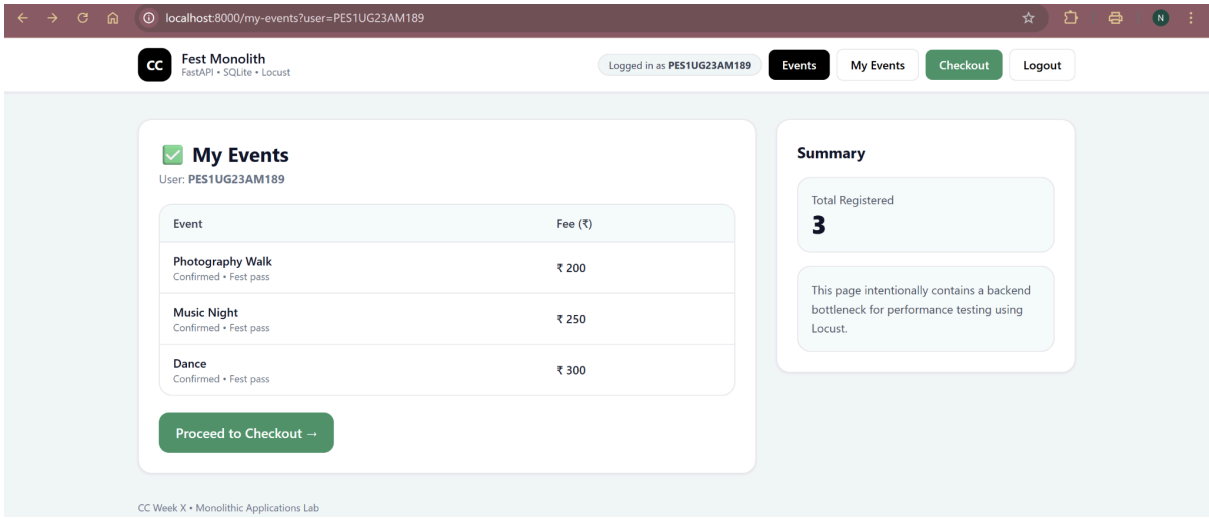 localhost:8000/my-events?user=PES1UG23AM189
N
CC
Fest Monolith
FastAPI • SQLite • Locust
Logged in as PES1UG23AM189
Events
My Events
Checkout
Logout
✅ My Events
User: PES1UG23AM189
Event Fee (₹)
Photography Walk
Confirmed • Fest pass
₹ 200
Music Night
Confirmed • Fest pass
₹ 250
Dance
Confirmed • Fest pass
₹ 300
Proceed to Checkout →
Summary
Total Registered
3
This page intentionally contains a backend
bottleneck for performance testing using
Locust.
CC Week X • Monolithic Applications Lab